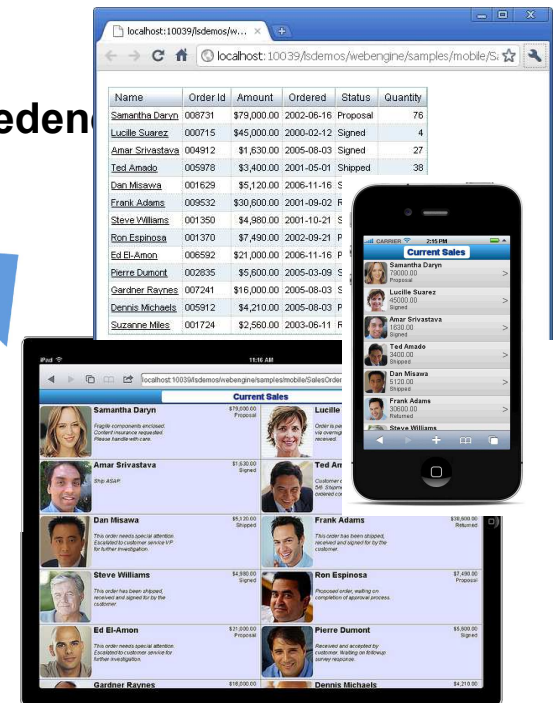 localhost:10039/lsdemos/w...
localhost:10039/lsdemos/webengine/samples/mobile/Sa
Name Order Id Amount Ordered Status Quantity
Samantha Daryn 008731 $79,000.00 2002-06-16 Proposal 76
Lucille Suarez 000715 $45,000.00 2000-02-12 Signed 4
Amar Srivastava 004912 $1,630.00 2005-08-03 Signed 27
Ted Amado 005978 $3,400.00 2001-05-01 Shipped 38
Dan Misawa 001629 $5,120.00 2006-11-16 S
Frank Adams 009532 $30,600.00 2001-09-02 R
Steve Williams 001350 $4,980.00 2001-10-21 S
Ron Espinosa 001370 $7,490.00 2002-09-21 P
Ed El-Amon 006592 $21,000.00 2006-11-16 P
Pierre Dumont 002835 $5,600.00 2005-03-09 S
Gardner Raynes 007241 $16,000.00 2005-08-03 S
Dennis Michaels 005912 $4,210.00 2005-08-03 P
Suzanne Miles 001724 $2,560.00 2003-06-11 R
edenc
CARRIER 2:15 PM
Current Sales
Samantha Daryn
79000.00
Proposal
Lucille Suarez
45000.00
Signed
Amar Srivastava
1630.00
Signed
Ted Amado
3400.00
Shipped
Dan Misawa
5120.00
Shipped
Frank Adams
30600.00
Returned
Steve Williams
iPad 11:16 AM
localhost:10039/lsdemos/webengine/samples/mobile/SalesOrder
Current Sales
Samantha Daryn $79,000.00
Proposal
Fragile components enclosed.
Content insurance requested.
Please handle with care.
Lucille
Order is pa
via overnig
received.
Amar Srivastava $1,630.00
Signed
Ship ASAP.
Ted Am
Customer
5/6. Shipm
ordered co
Dan Misawa $5,120.00
Shipped
This order needs special attention.
Escalated to customer service VP
for further investigation.
Frank Adams $30,600.00
Returned
This order has been shipped,
received and signed for by the
customer.
Steve Williams $4,980.00
Signed
This order has been shipped,
received and signed for by the
customer
Ron Espinosa $7,490.00
Proposal
Proposed order, waiting on
completion of approval process.
Ed El-Amon $21,000.00
Proposal
This order needs special attention.
Escalated to customer service for
further investigation.
Pierre Dumont $5,600.00
Signed
Received and accepted by
customer. Waiting on followup
survey response.
Gardner Raynes $16,000.00
Dennis Michaels $4,210.00